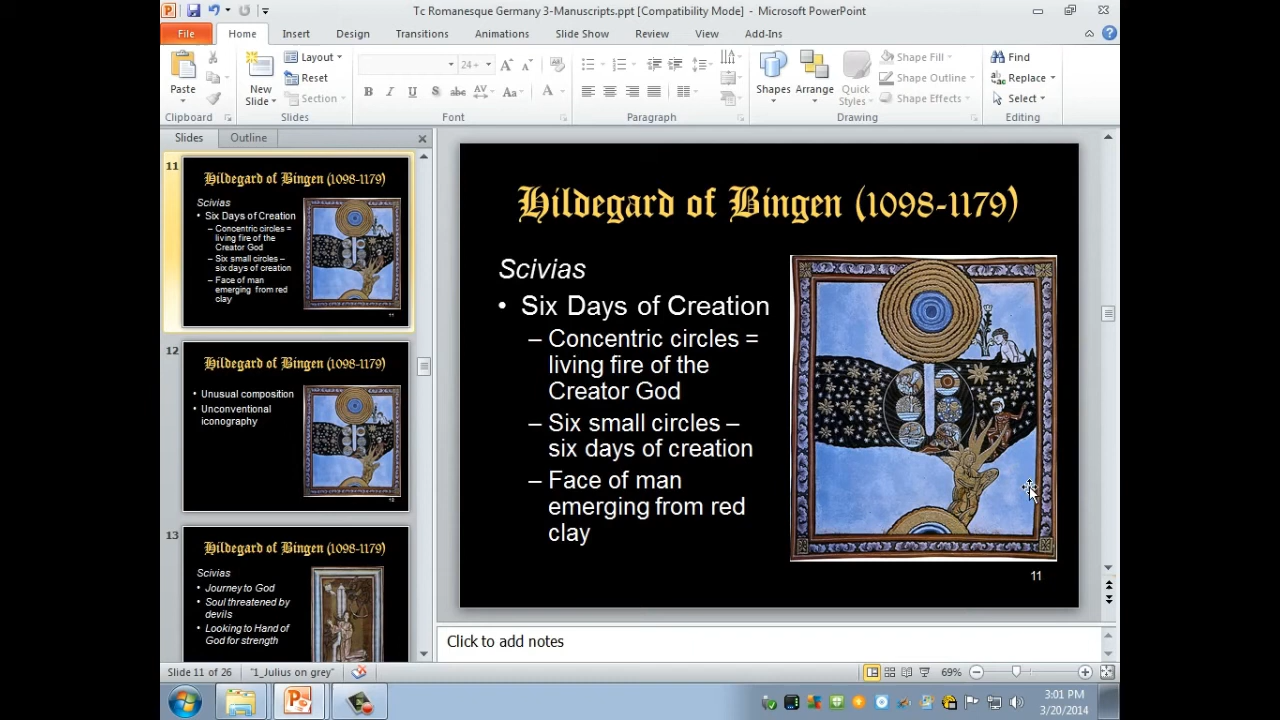 Tc Romanesque Germany 3-Manuscripts.ppt [Compatibility Mode] - Microsoft PowerPoint
File Home Insert Design Transitions Animations Slide Show Review View Add-Ins
Paste
Clipboard
New
Slide
Layout
Reset
Section
Slides
24+
B I U S abc AV Aa A
Font
Paragraph
Shapes
Arrange
Quick
Styles
Shape Fill
Shape Outline
Shape Effects
Drawing
Find
Replace
Select
Editing
Slides Outline
11
Hildegard of Bingen (1098-1179)
Scivias
• Six Days of Creation
– Concentric circles =
living fire of the
Creator God
– Six small circles –
six days of creation
– Face of man
emerging from red
clay
11
12
Hildegard of Bingen (1098-1179)
• Unusual composition
• Unconventional
iconography
13
Hildegard of Bingen (1098-1179)
Scivias
• Journey to God
• Soul threatened by
devils
• Looking to Hand of
God for strength
Hildegard of Bingen (1098-1179)
Scivias
• Six Days of Creation
– Concentric circles =
living fire of the
Creator God
– Six small circles –
six days of creation
– Face of man
emerging from red
clay
11
Click to add notes
Slide 11 of 26 "1_Julius on grey" 69%
3:01 PM
3/20/2014